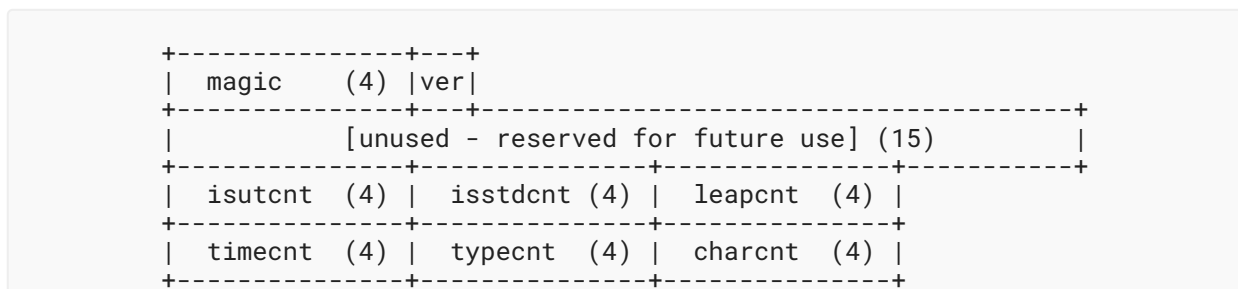 +---------------+---+
|  magic    (4) |ver|
+---------------+---+---------------------------------------+
|           [unused - reserved for future use] (15)         |
+---------------+---------------+---------------+-----------+
|  isutcnt  (4) |  isstdcnt (4) |  leapcnt  (4) |
+---------------+---------------+---------------+
|  timecnt  (4) |  typecnt  (4) |  charcnt  (4) |
+---------------+---------------+---------------+